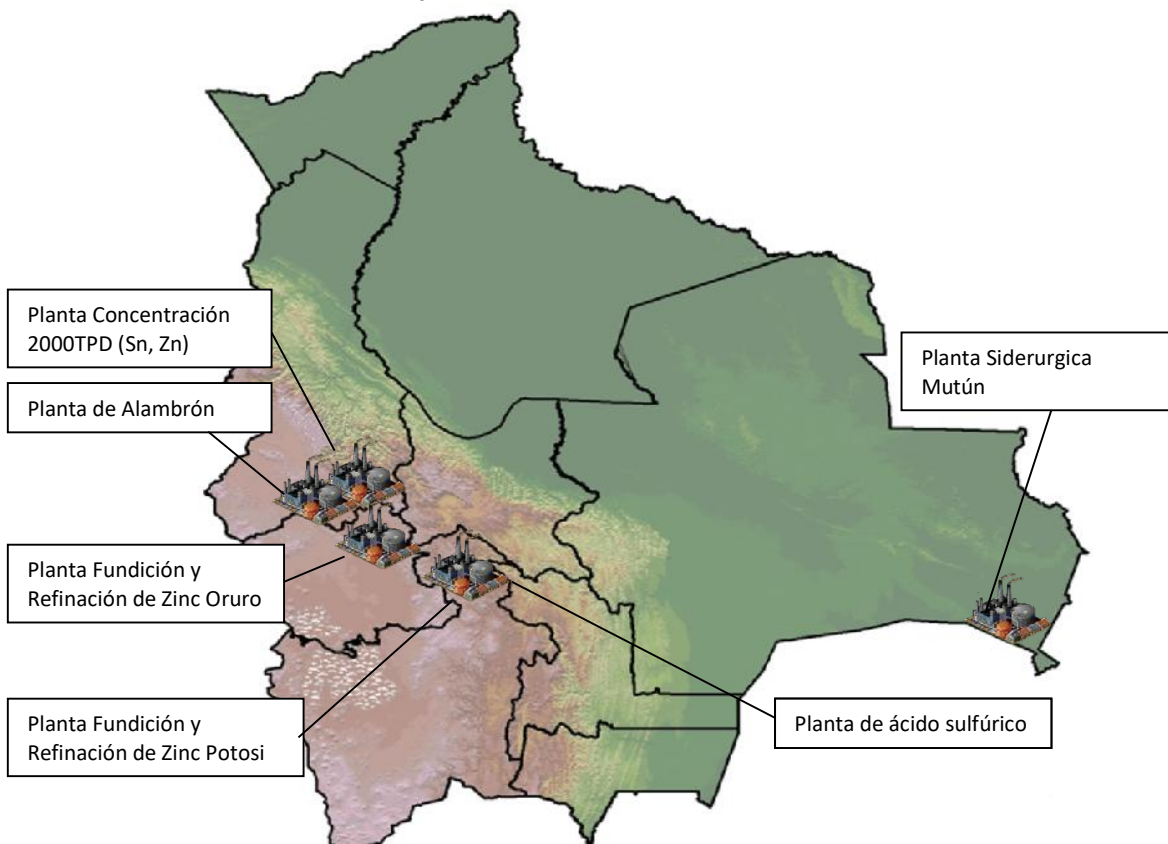 Planta Concentración
2000TPD (Sn, Zn)
Planta de Alambrón
Planta Siderurgica
Mutún
Planta Fundición y
Refinación de Zinc Oruro
Planta Fundición y
Refinación de Zinc Potosi
Planta de ácido sulfúrico